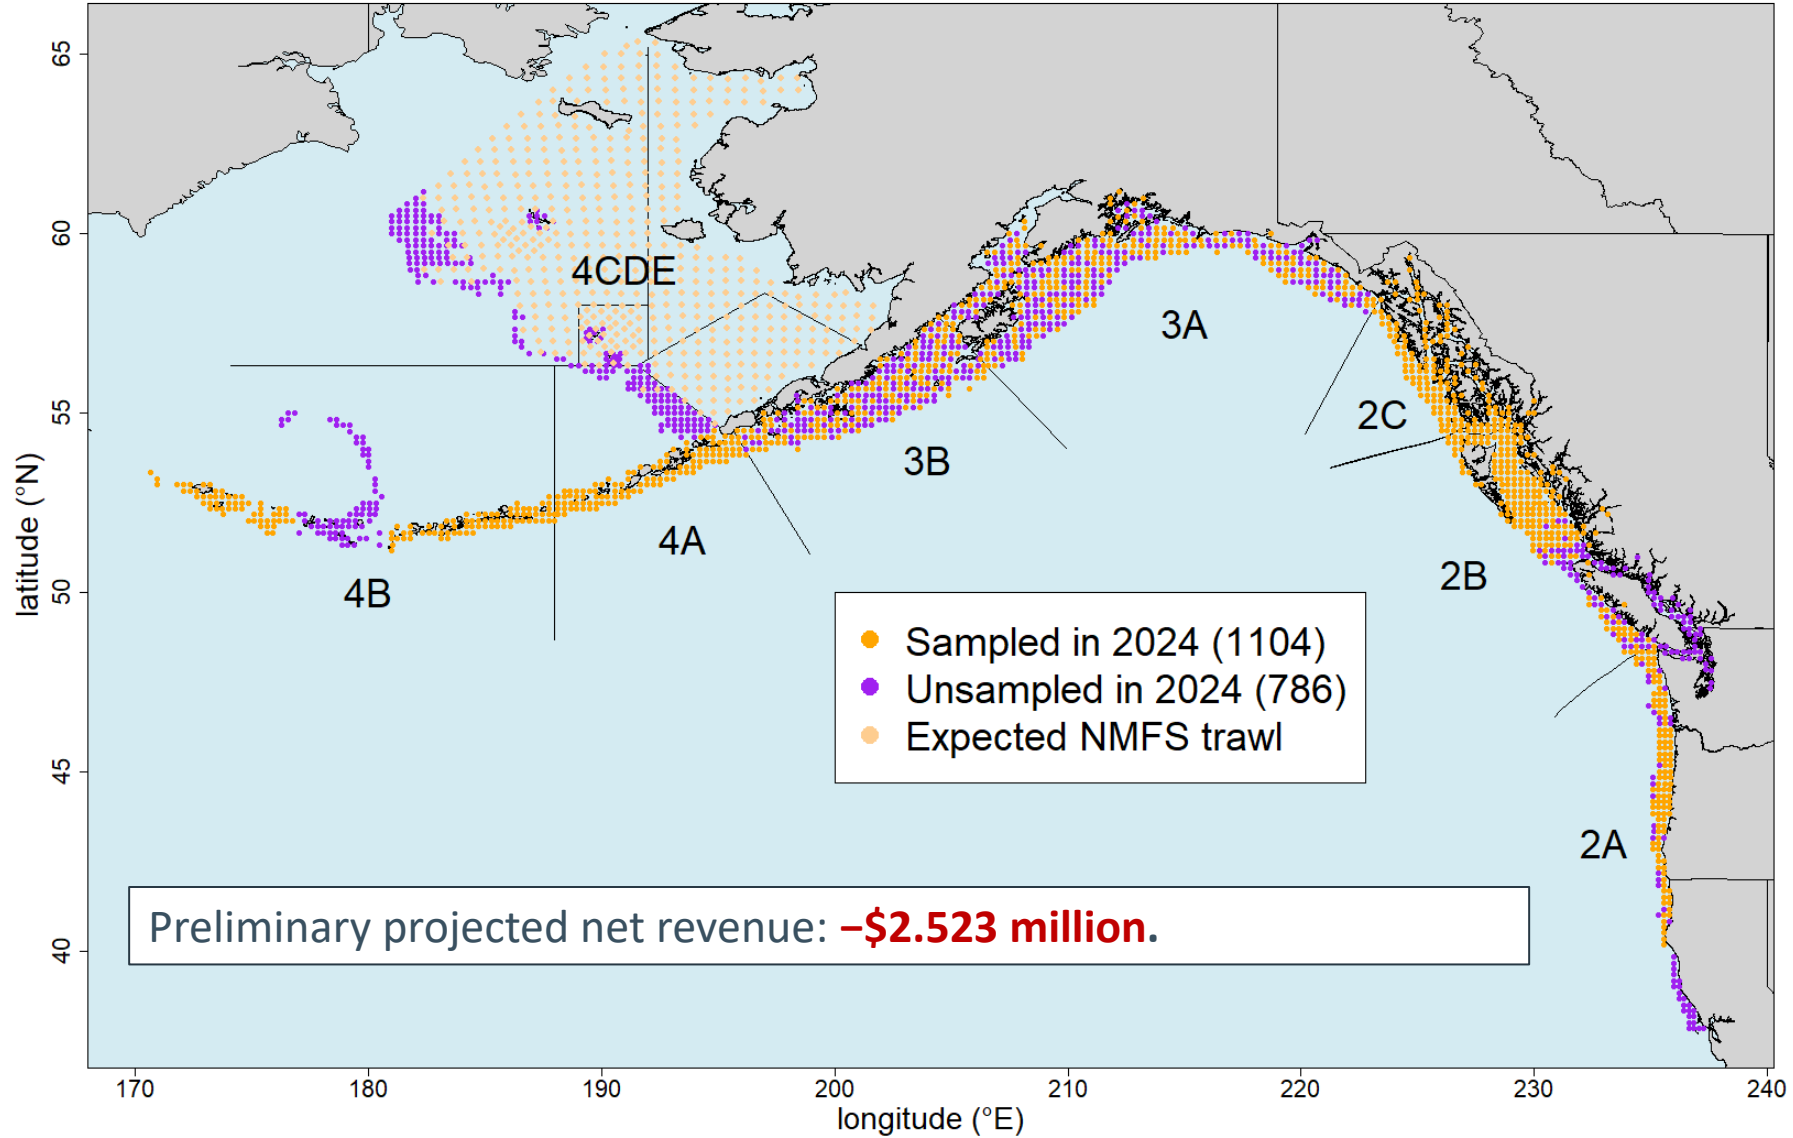 65
60
55
50
45
40
latitude (°N)
4CDE
3A
2C
3B
4A
2B
4B
2A
Sampled in 2024 (1104)
Unsampled in 2024 (786)
Expected NMFS trawl
Preliminary projected net revenue: –$2.523 million.
170 180 190 200 210 220 230 240
longitude (°E)